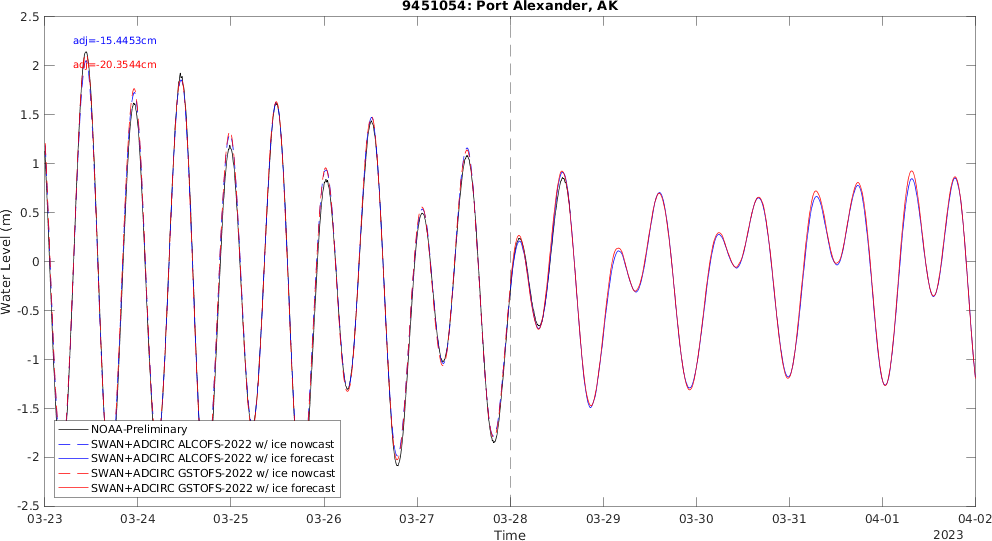 9451054: Port Alexander, AK
adj=-15.4453cm
adj=-20.3544cm
2.5
2
1.5
1
0.5
0
-0.5
-1
-1.5
-2
-2.5
Water Level (m)
NOAA-Preliminary
SWAN+ADCIRC ALCOFS-2022 w/ ice nowcast
SWAN+ADCIRC ALCOFS-2022 w/ ice forecast
SWAN+ADCIRC GSTOFS-2022 w/ ice nowcast
SWAN+ADCIRC GSTOFS-2022 w/ ice forecast
03-23 03-24 03-25 03-26 03-27 03-28 03-29 03-30 03-31 04-01 04-02
Time
2023